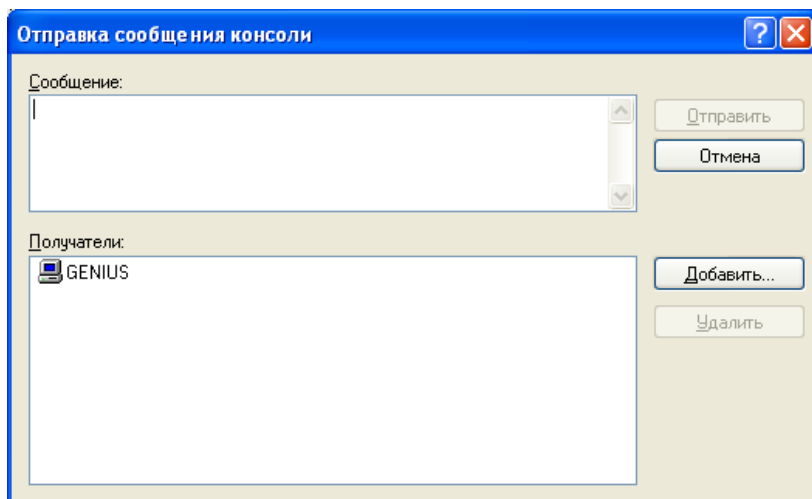 Отправка сообщения консоли
?
Сообщение:
Отправить
Отмена
Получатели:
GENIUS
Добавить...
Удалить